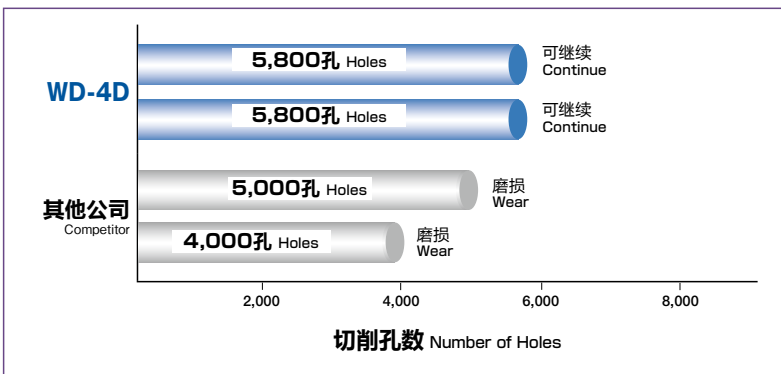 5,800孔 Holes
可继续
Continue
WD-4D
5,800孔 Holes
可继续
Continue
5,000孔 Holes
磨损
Wear
其他公司
Competitor
4,000孔 Holes
磨损
Wear
2,000 4,000 6,000 8,000
切削孔数 Number of Holes